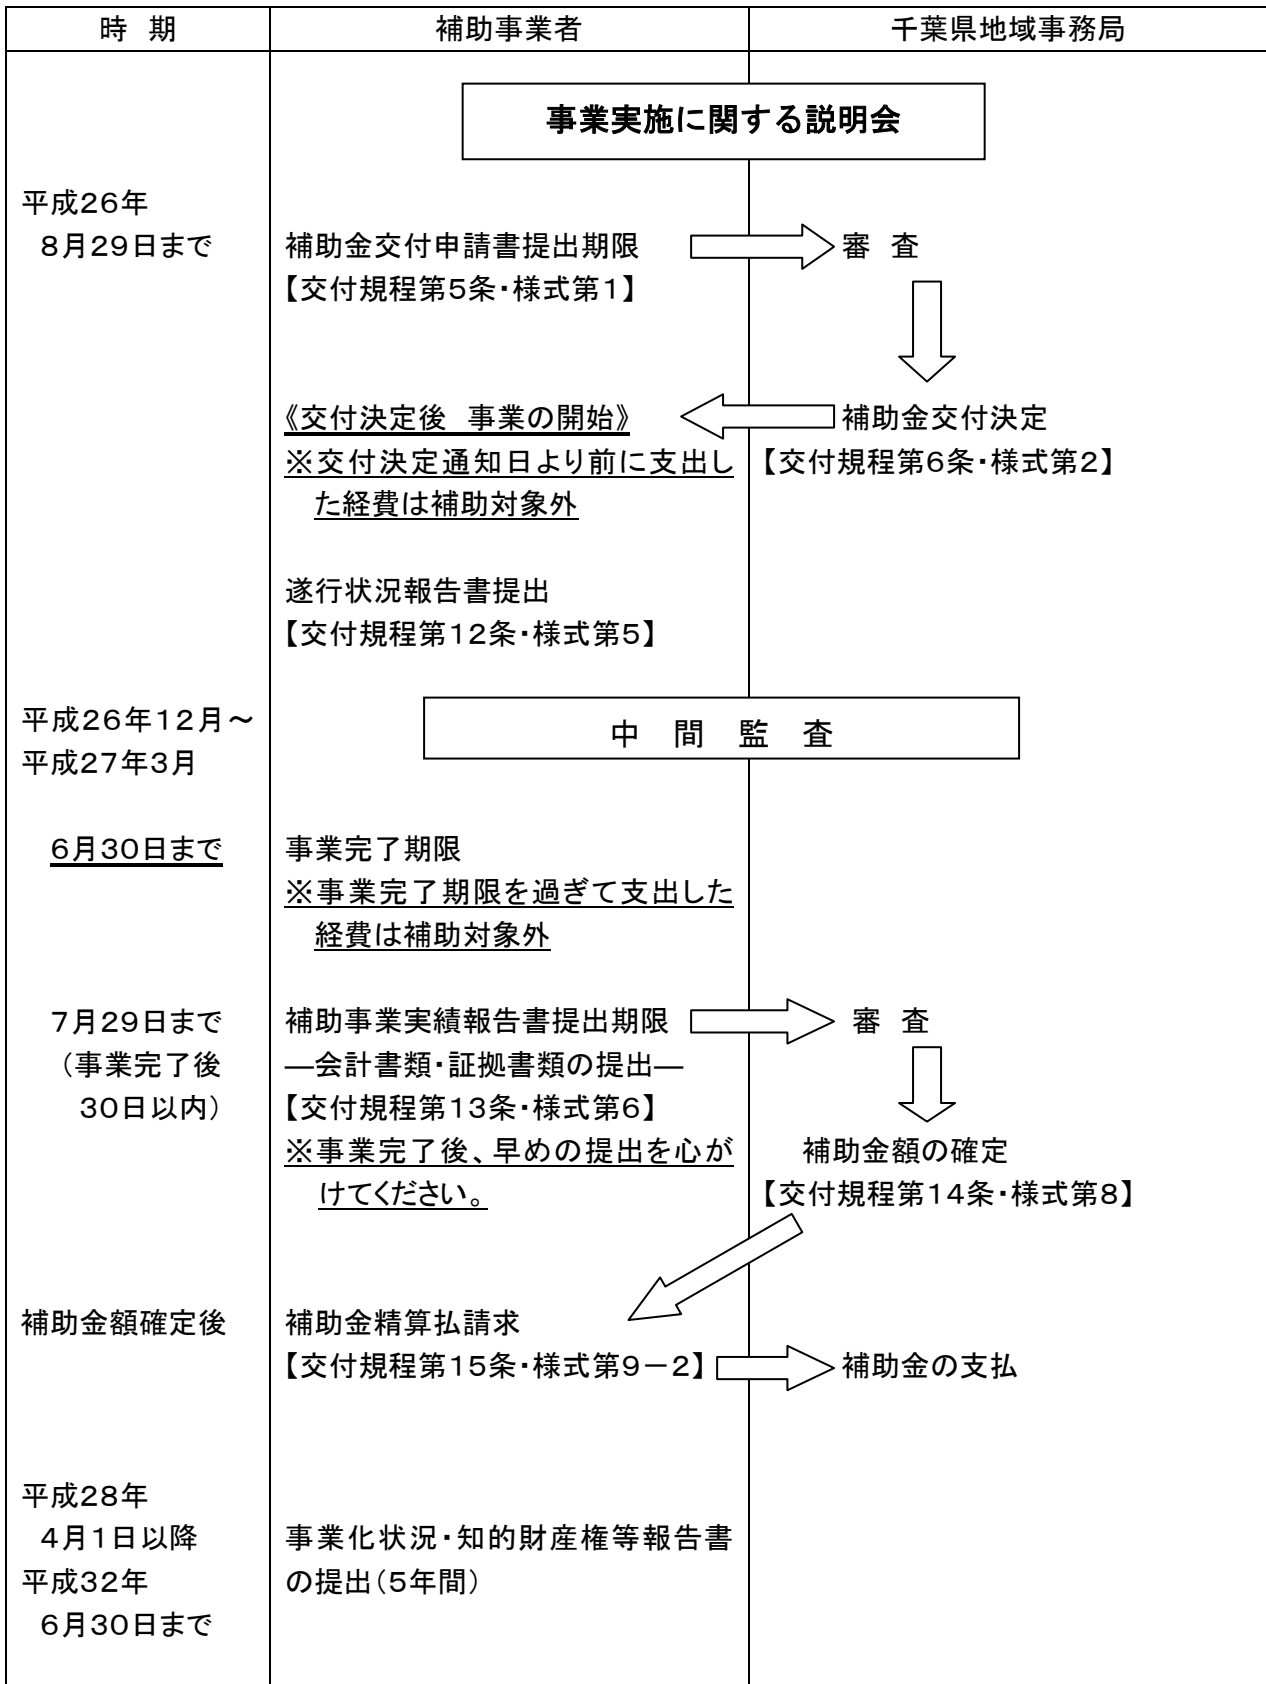 時　期　補助事業者　千葉県地域事務局
事業実施に関する説明会
平成26年
8月29日まで　補助金交付申請書提出期限　審　査
【交付規程第5条・様式第1】
《交付決定後　事業の開始》　補助金交付決定
※交付決定通知日より前に支出し　【交付規程第6条・様式第2】
た経費は補助対象外
遂行状況報告書提出
【交付規程第12条・様式第5】
平成26年12月～
中　間　監　査
平成27年3月
6月30日まで　事業完了期限
※事業完了期限を過ぎて支出した
経費は補助対象外
7月29日まで　補助事業実績報告書提出期限　審　査
（事業完了後　―会計書類・証拠書類の提出―
30日以内）　【交付規程第13条・様式第6】
※事業完了後、早めの提出を心が　補助金額の確定
けてください。　【交付規程第14条・様式第8】
補助金額確定後　補助金精算払請求
【交付規程第15条・様式第9－2】　補助金の支払
平成28年
4月1日以降　事業化状況・知的財産権等報告書
平成32年　の提出（5年間）
6月30日まで